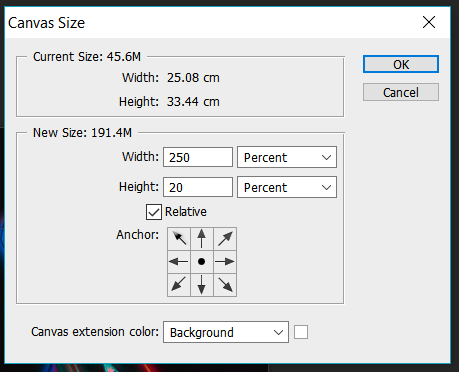 Canvas Size
Current Size: 45.6M
Width: 25.08 cm
Height: 33.44 cm
OK
Cancel
New Size: 191.4M
Width: 250 Percent
Height: 20 Percent
Relative
Anchor:
Canvas extension color: Background